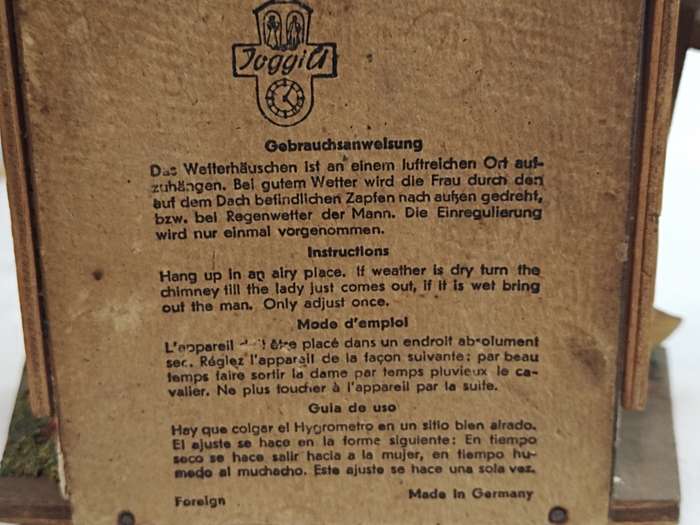 JoggiLi
Gebrauchsanweisung
Das Wetterhäuschen ist an einem luftreichen Ort auf-
zuhängen. Bei gutem Wetter wird die Frau durch den
auf dem Dach befindlichen Zapfen nach außen gedreht,
bzw. bei Regenwetter der Mann. Die Einregulierung
wird nur einmal vorgenommen.
Instructions
Hang up in an airy place. If weather is dry turn the
chimney till the lady just comes out, if it is wet bring
out the man. Only adjust once.
Mode d'emploi
L'appareil doit être placé dans un endroit absolument
sec. Réglez l'appareil de la façon suivante: par beau
temps faire sortir la dame par temps pluvieux le ca-
valier. Ne plus toucher à l'appareil par la suite.
Guia de uso
Hay que colgar el Hygrometro en un sitio bien airado.
El ajuste se hace en la forme siguiente: En tiempo
seco se hace salir hacia a la mujer, en tiempo hu-
medo al muchacho. Este ajuste se hace una sola vez.
Foreign
Made in Germany